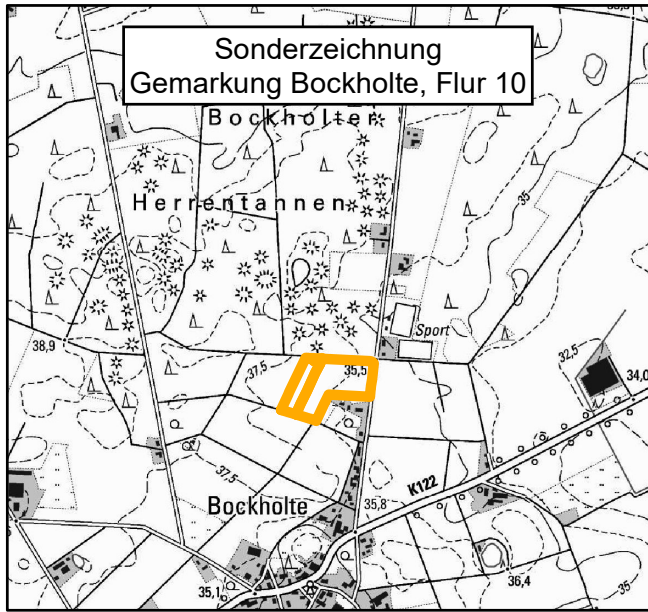 Sonderzeichnung
Gemarkung Bockholte, Flur 10
Bockholter
Herrentannen
35
Sport
38,9
37,5
35,5
32,5
34,0
37,5
K122
Bockholte
35,8
35,1
36,4
35